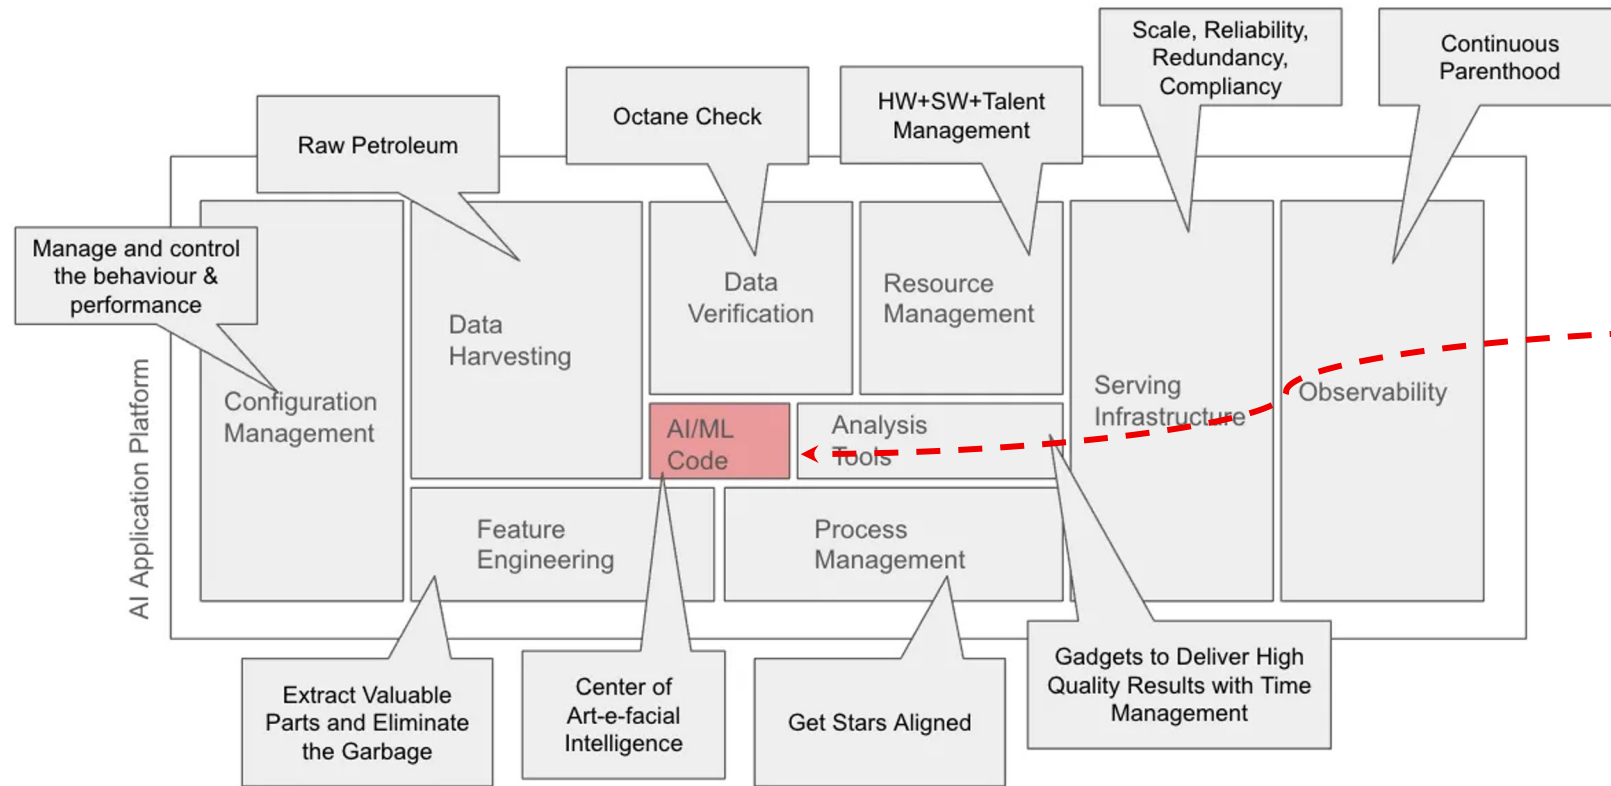 Scale, Reliability,
Redundancy,
Compliancy
Continuous
Parenthood
HW+SW+Talent
Management
Octane Check
Raw Petroleum
Manage and control
the behaviour &
performance
Data
Verification
Resource
Management
Data
Harvesting
Configuration
Management
Serving
Infrastructure
Observability
AI/ML
Code
Analysis
Tools
Feature
Engineering
Process
Management
AI Application Platform
Extract Valuable
Parts and Eliminate
the Garbage
Center of
Art-e-facial
Intelligence
Get Stars Aligned
Gadgets to Deliver High
Quality Results with Time
Management